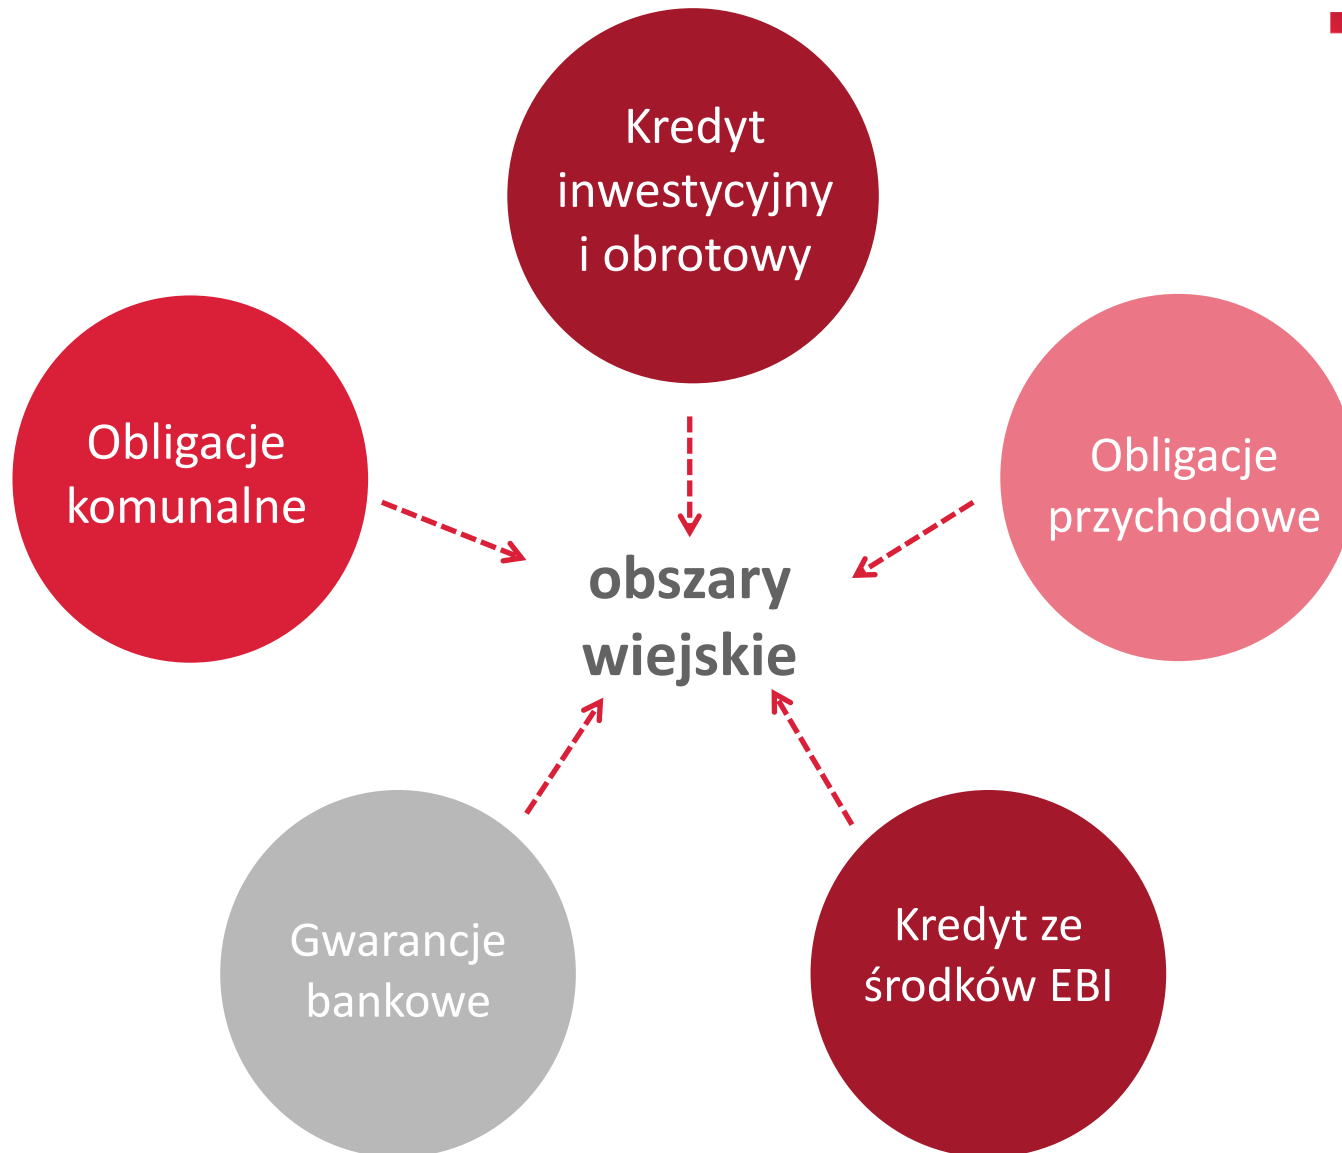 Kredyt
inwestycyjny
i obrotowy
Obligacje
komunalne
Obligacje
przychodowe
obszary
wiejskie
Gwarancje
bankowe
Kredyt ze
środków EBI